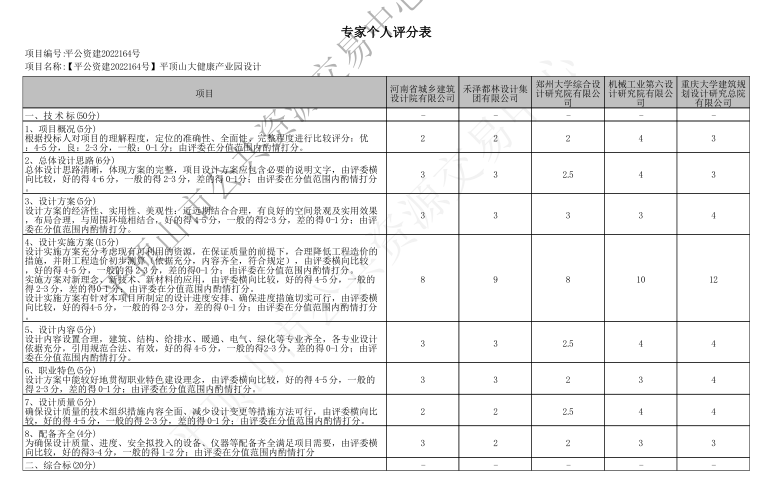 专家个人评分表
项目编号:平公资建2022164号
项目名称:【平公资建2022164号】平顶山大健康产业园设计
项目
河南省城乡建筑
设计院有限公司
禾泽都林设计集
团有限公司
郑州大学综合设
计研究院有限公
司
机械工业第六设
计研究院有限公
司
重庆大学建筑规
划设计研究总院
有限公司
一、技术标(50分) - - - - -
1、项目概况(5分)
根据投标人对项目的理解程度,定位的准确性、全面性、完整程度进行比较评分;优
:4-5分,良:2-3分,一般:0-1分;由评委在分值范围内酌情打分。
2 2 2 4 3
2、总体设计思路(6分)
总体设计思路清晰,体现方案的完整,项目设计方案应包含必要的说明文字,由评委横
向比较,好的得4-6分,一般的得2-3分,差的得0-1分;由评委在分值范围内酌情打分
。
3 3 2.5 4 3
3、设计方案(5分)
设计方案的经济性、实用性、美观性;近远期结合合理,有良好的空间景观及实用效果
,布局合理,与周围环境相结合,好的得4-5分,一般的得2-3分,差的得0-1分;由评
委在分值范围内酌情打分。
3 3 3 3 4
4、设计实施方案(15分)
设计实施方案充分考虑现有可利用的资源,在保证质量的前提下,合理降低工程造价的
措施,并附工程造价初步测算(依据充分,内容齐全,符合规定),由评委横向比较
,好的得4-5分,一般的得2-3分,差的得0-1分;由评委在分值范围内酌情打分。
实施方案对新理念、新技术、新材料的应用,由评委横向比较,好的得4-5分,一般的
得2-3分,差的得0-1分;由评委在分值范围内酌情打分。
设计实施方案有针对本项目所制定的设计进度安排、确保进度措施切实可行,由评委横
向比较,好的得4-5分,一般的得2-3分,差的得0-1分;由评委在分值范围内酌情打分
。
8 9 8 10 12
5、设计内容(5分)
设计内容设置合理,建筑、结构、给排水、暖通、电气、绿化等专业齐全,各专业设计
依据充分,引用规范合法、有效,好的得4-5分,一般的得2-3分,差的得0-1分;由评
委在分值范围内酌情打分。
3 3 2.5 4 4
6、职业特色(5分)
设计方案中能较好地贯彻职业特色建设理念,由评委横向比较,好的得4-5分,一般的
得2-3分,差的得0-1分;由评委在分值范围内酌情打分。
3 3 2 3 4
7、设计质量(5分)
确保设计质量的技术组织措施内容全面、减少设计变更等措施方法可行,由评委横向比
较,好的得4-5分,一般的得2-3分,差的得0-1分;由评委在分值范围内酌情打分。
2 2 2.5 4 4
8、配备齐全(4分)
为确保设计质量、进度、安全拟投入的设备、仪器等配备齐全满足项目需要,由评委横
向比较,好的得3-4分,一般的得1-2分;由评委在分值范围内酌情打分
3 2 2 3 3
二、综合标(20分) - - - - -